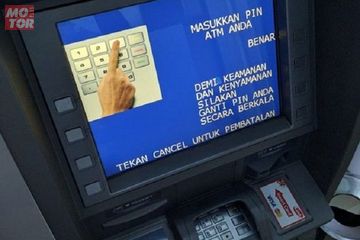 MOTOR
MASUKKAN PIN
ATM ANDA
BENAR
DEMI KEAMANAN
DAN KENYAMANAN
SILAKAN
GANTI PIN ANDA
SECARA BERKALA
TEKAN CANCEL UNTUK PEMBATALAN
VISA